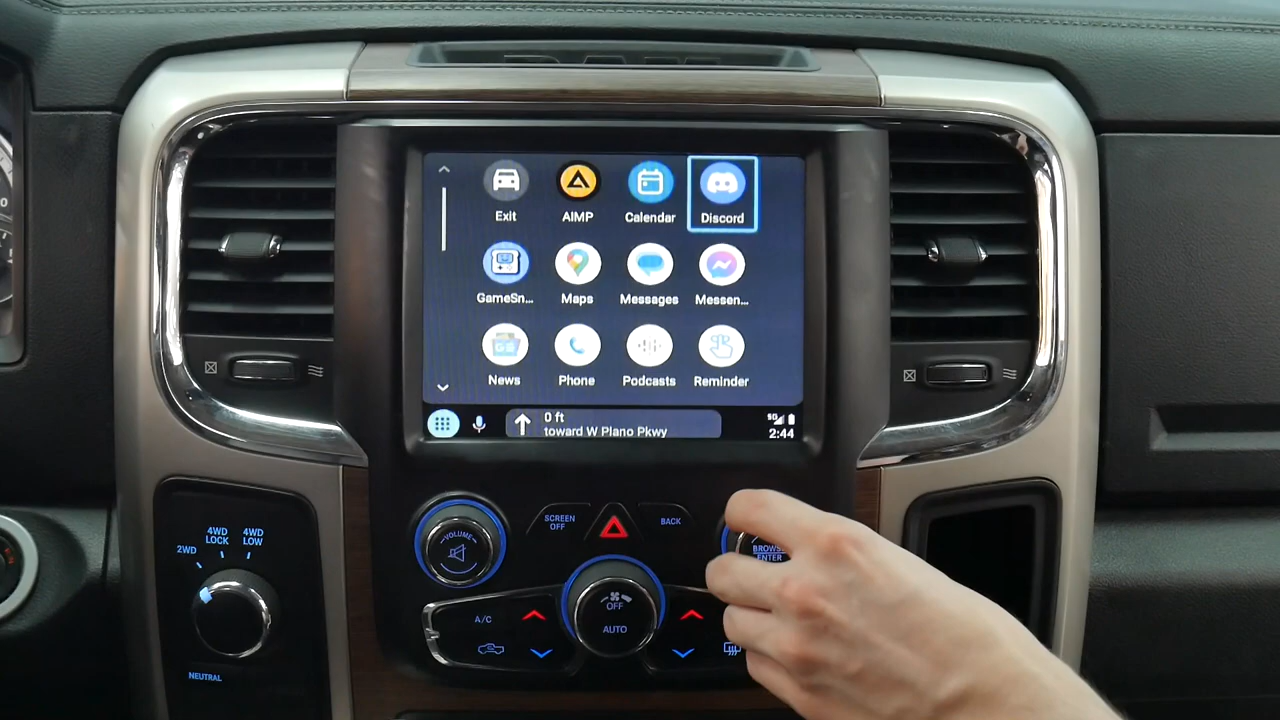 Exit
AIMP
Calendar
Discord
GameSn...
Maps
Messages
Messen...
News
Phone
Podcasts
Reminder
0 ft
toward W Plano Pkwy
5G
2:44
VOLUME
SCREEN
OFF
BACK
BROWSE
ENTER
4WD
LOCK
4WD
LOW
2WD
NEUTRAL
A/C
OFF
AUTO